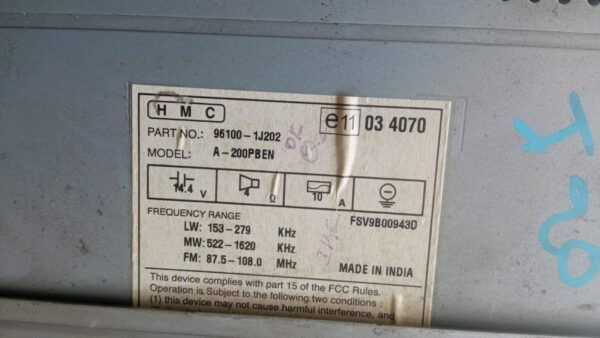 H M C
e11 03 4070
PART NO.: 96100-1J202
MODEL: A-200PBEN
OK
14.4 V 4 Ω 10 A
FREQUENCY RANGE
FSV9B00943D
LW: 153-279 KHz
MW: 522-1620 KHz
FM: 87.5-108.0 MHz
MADE IN INDIA
This device complies with part 15 of the FCC Rules.
Operation is Subject to the following two conditions :
(1) this device may not cause harmful interference, and
I20